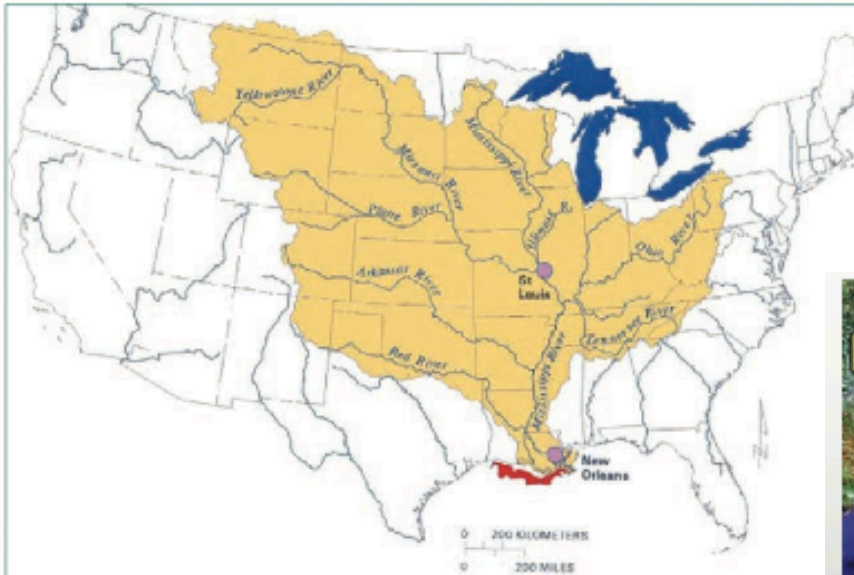 Yellowstone River
Missouri River
Mississippi River
Platte River
Illinois R.
Ohio River
St
Louis
Arkansas River
Tennessee River
Mississippi River
Red River
New
Orleans
0 200 KILOMETERS
0 200 MILES